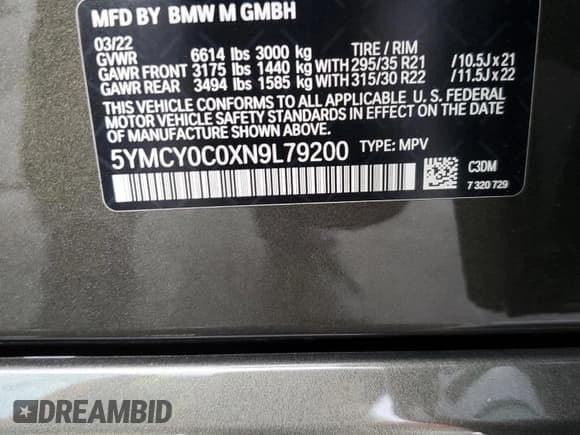 MFD BY BMW M GMBH
03/22 TIRE / RIM
GVWR 6614 lbs 3000 kg
GAWR FRONT 3175 lbs 1440 kg WITH 295/35 R21 /10.5J x 21
GAWR REAR 3494 lbs 1585 kg WITH 315/30 R22 /11.5J x 22
THIS VEHICLE CONFORMS TO ALL APPLICABLE U. S. FEDERAL
MOTOR VEHICLE SAFETY STANDARDS IN EFFECT ON THE
DATE OF MANUFACTURE SHOWN ABOVE.
5YMCY0C0XN9L79200 TYPE: MPV
C3DM
7 320 729
DREAMBID